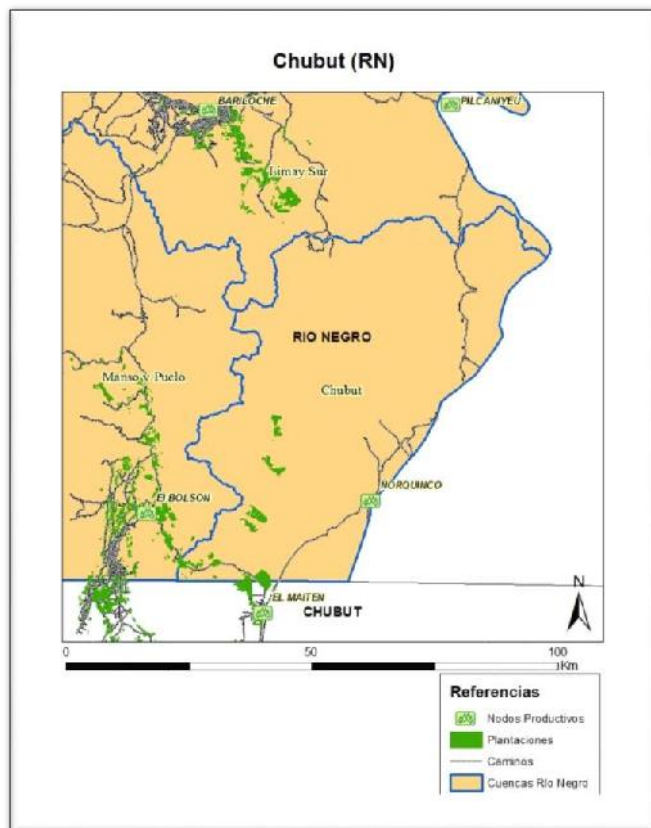 Chubut (RN)
BARILOCHE
PILCANIYEU
Limay Sur
RIO NEGRO
Manso y Puelo
Chubut
ÑORQUINCO
El BOLSON
EL MAITEN
CHUBUT
N
0 50 100
Km
Referencias
Nodos Productivos
Plantaciones
Caminos
Cuencas Río Negro